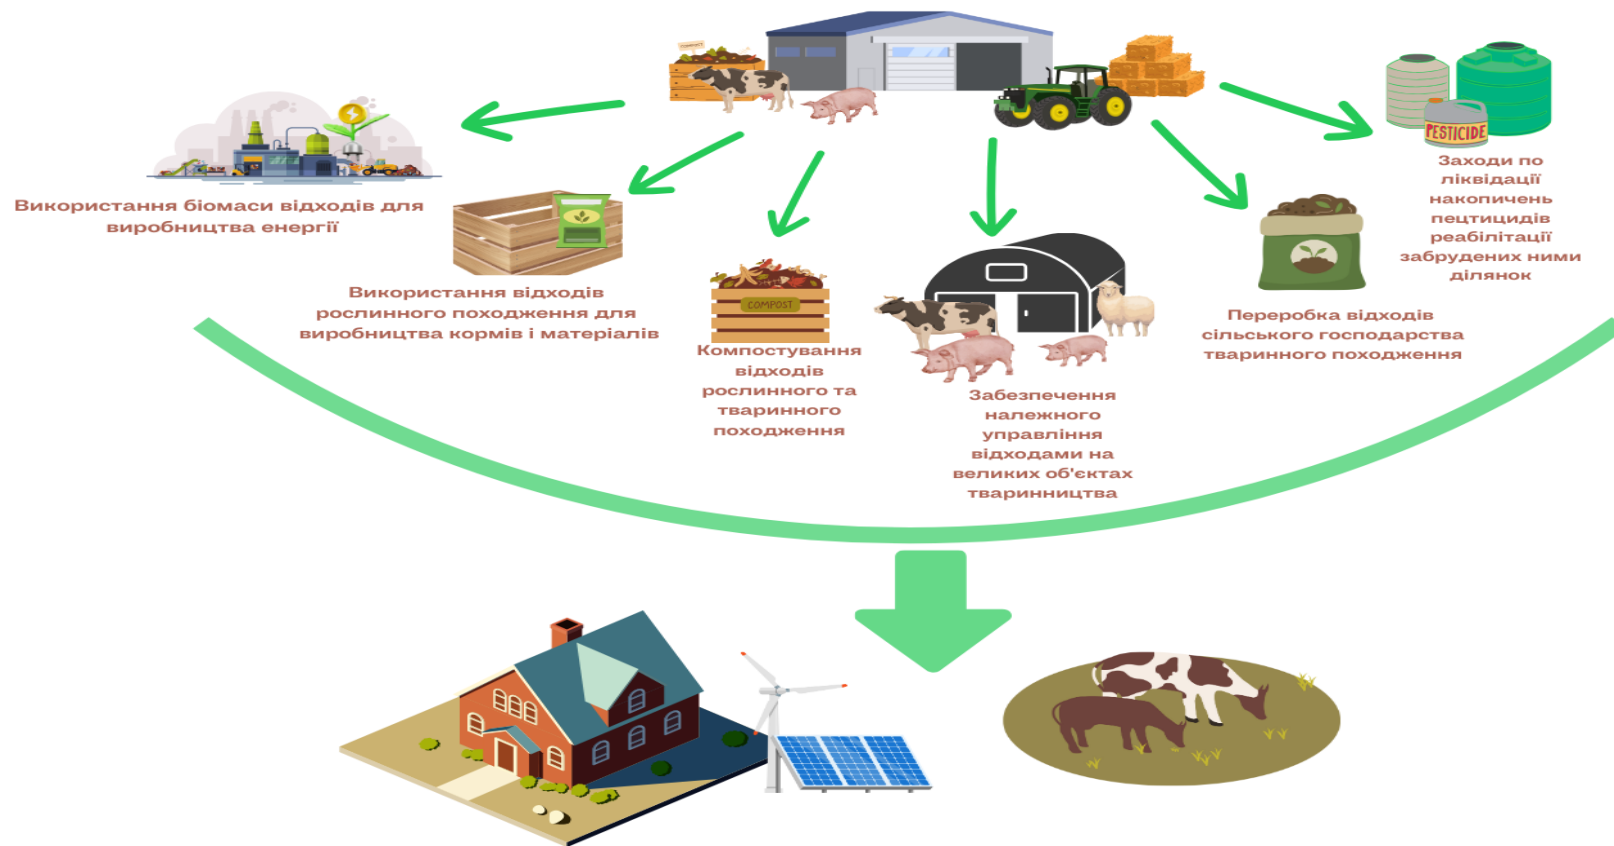 PESTICIDE
Заходи по
ліквідації
накопичень
пецтицидів
реабілітації
забрудених ними
ділянок
Використання біомаси відходів для
виробництва енергії
Використання відходів
рослинного походження для
виробництва кормів і матеріалів
COMPOST
Компостування
відходів
рослинного та
тваринного
походження
Забезпечення
належного
управління
відходами на
великих об'єктах
тваринництва
Переробка відходів
сільського господарства
тваринного походження